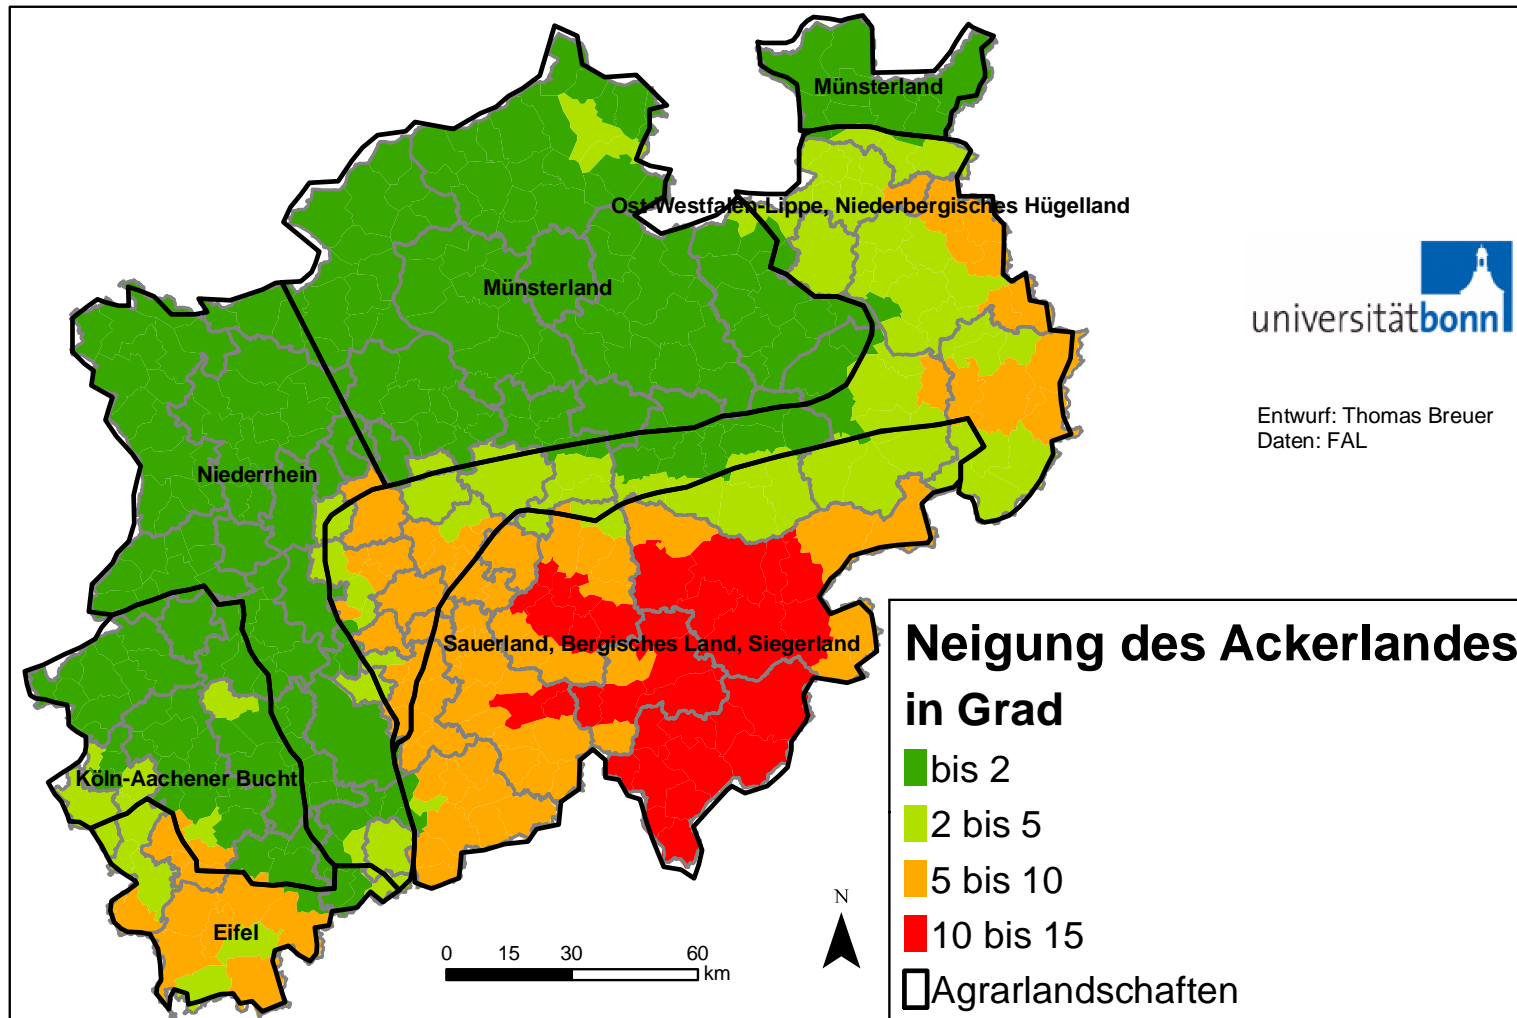 Münsterland
Ost-Westfalen-Lippe, Niederbergisches Hügelland
Münsterland
universitätbonn
Entwurf: Thomas Breuer
Daten: FAL
Niederrhein
Sauerland, Bergisches Land, Siegerland
Köln-Aachener Bucht
Eifel
Neigung des Ackerlandes
in Grad
bis 2
2 bis 5
5 bis 10
10 bis 15
Agrarlandschaften
N
0 15 30 60
km